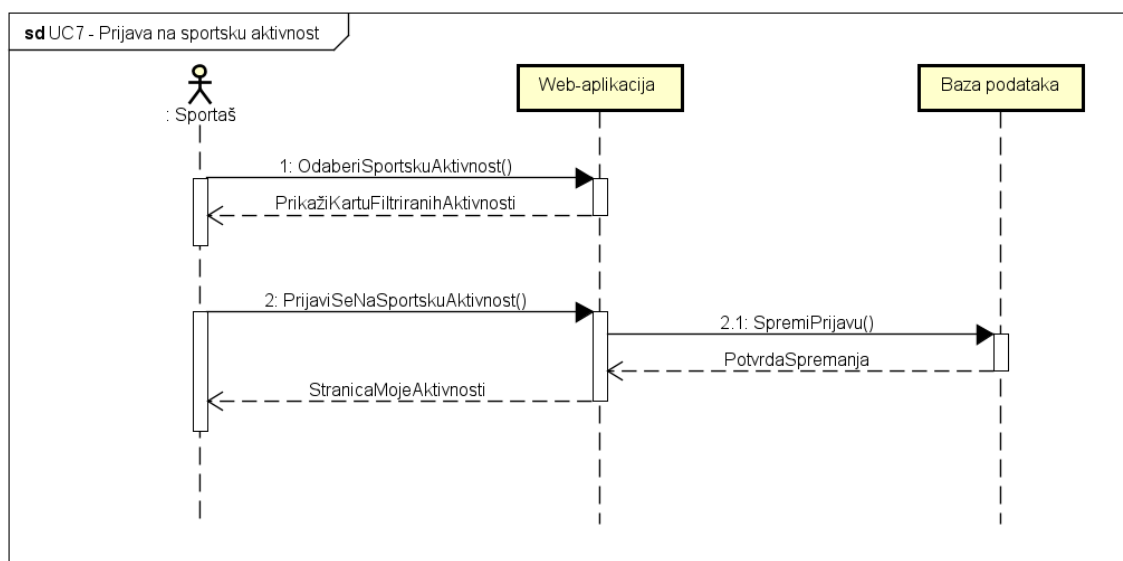 sd UC7 - Prijava na sportsku aktivnost
: Sportaš
Web-aplikacija
Baza podataka
1: OdaberiSportskuAktivnost()
PrikažiKartuFiltriranihAktivnosti
2: PrijaviSeNaSportskuAktivnost()
2.1: SpremiPrijavu()
PotvrdaSpremanja
StranicaMojeAktivnosti